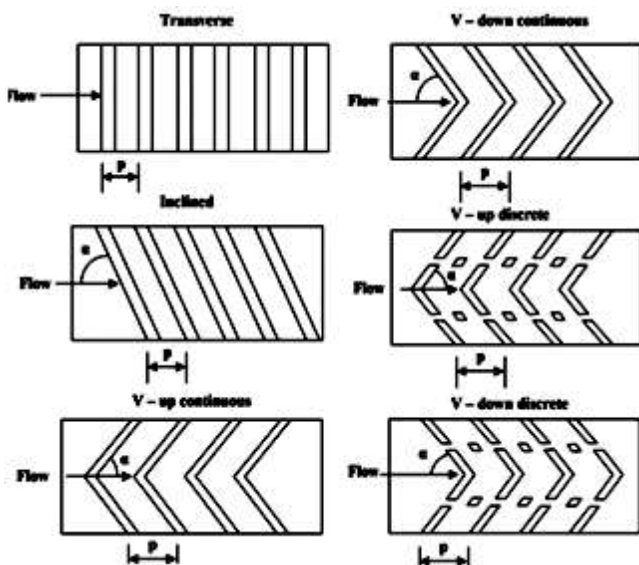 Transverse
Flow
P
Inclined
α
Flow
P
V – up continuous
α
Flow
P
V – down continuous
α
Flow
P
V – up discrete
α
Flow
P
V – down discrete
α
Flow
P